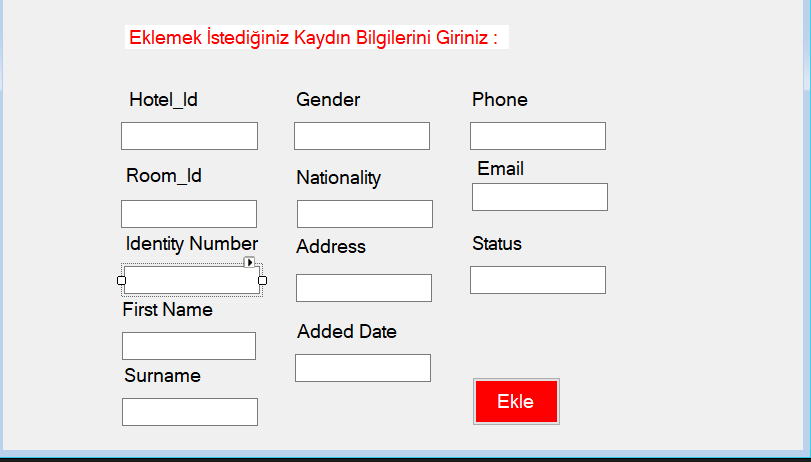 Eklemek İstediğiniz Kaydın Bilgilerini Giriniz :
Hotel_Id
Gender
Phone
Room_Id
Nationality
Email
Identity Number
Address
Status
First Name
Added Date
Surname
Ekle